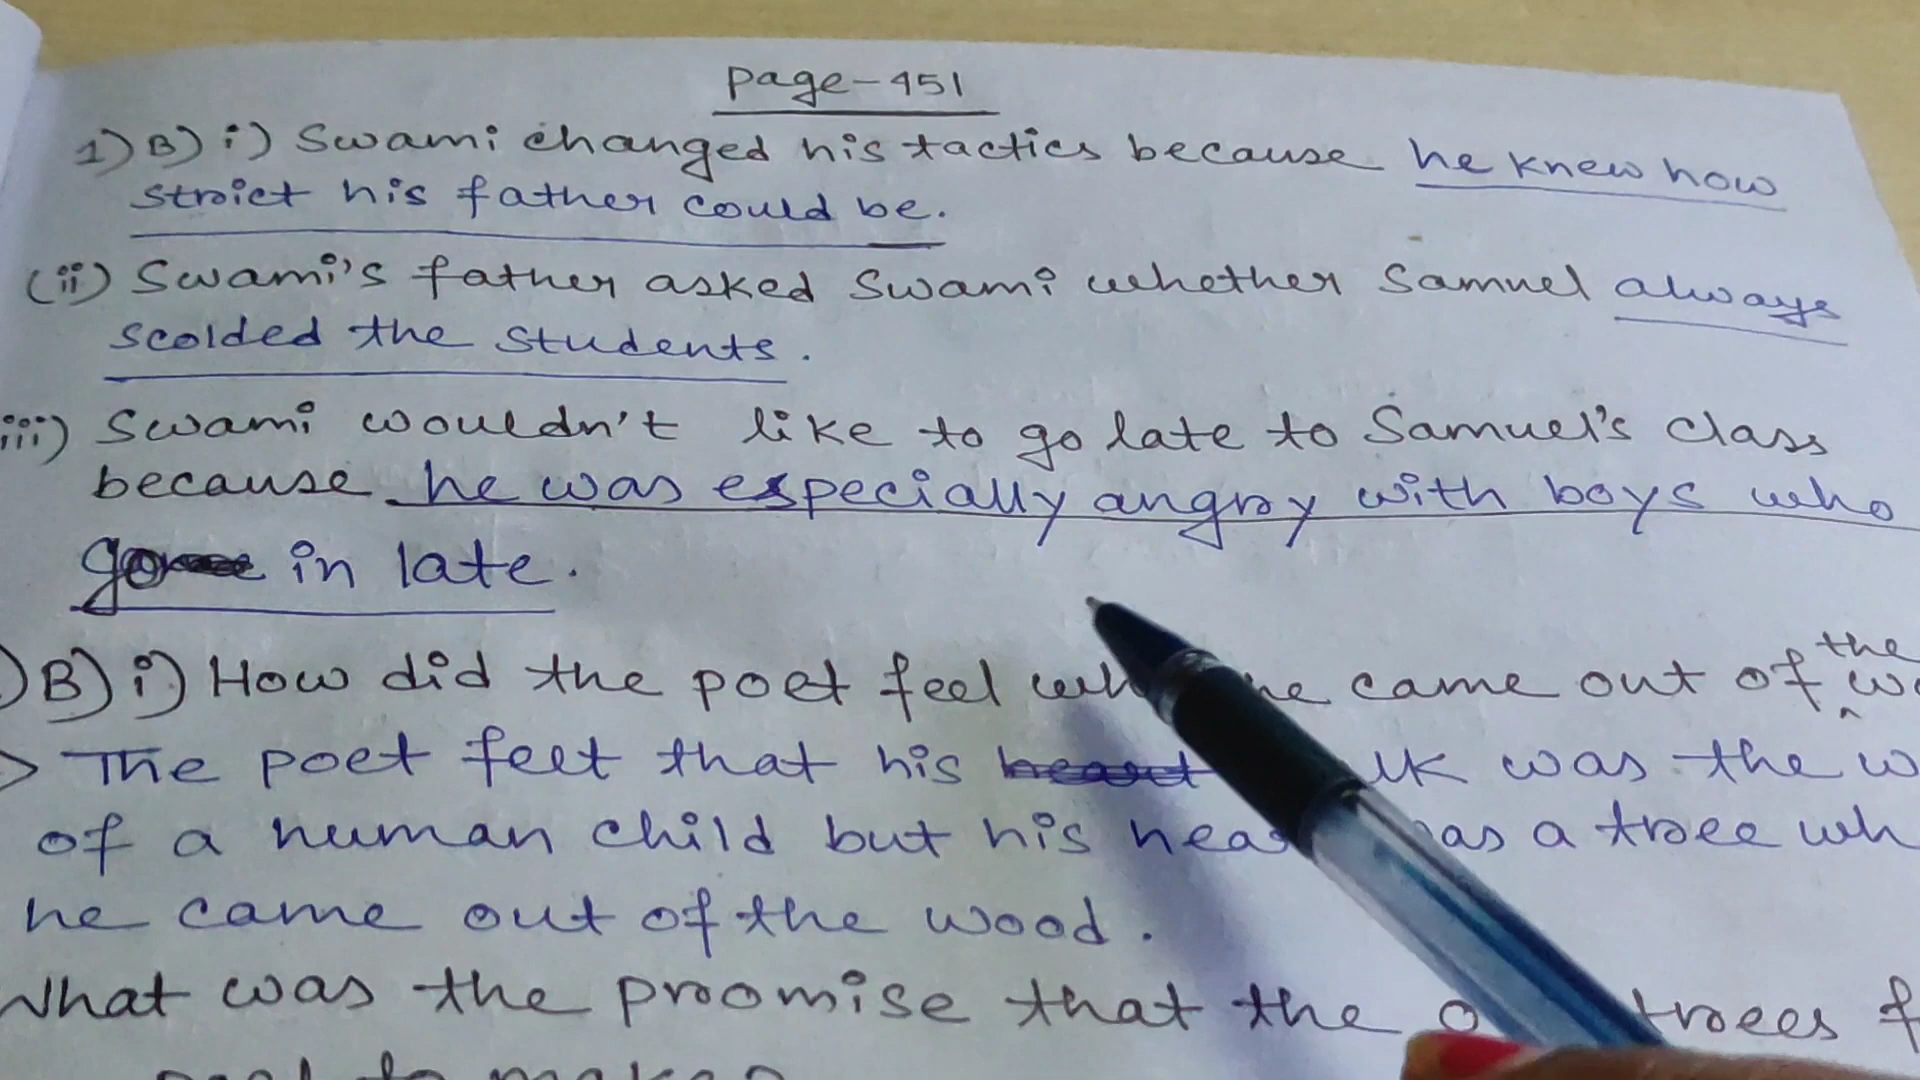 page-451
1) B) i) Swami changed his tactics because he knew how
strict his father could be.
(ii) Swami's father asked Swami whether Samuel always
scolded the students.
iii) Swami wouldn't like to go late to Samuel's class
because he was especially angry with boys who
go in late.
) B) i) How did the poet feel he came out of the
> The poet felt that his was the
of a human child but his a tree
he came out of the wood.
What was the promise that the trees